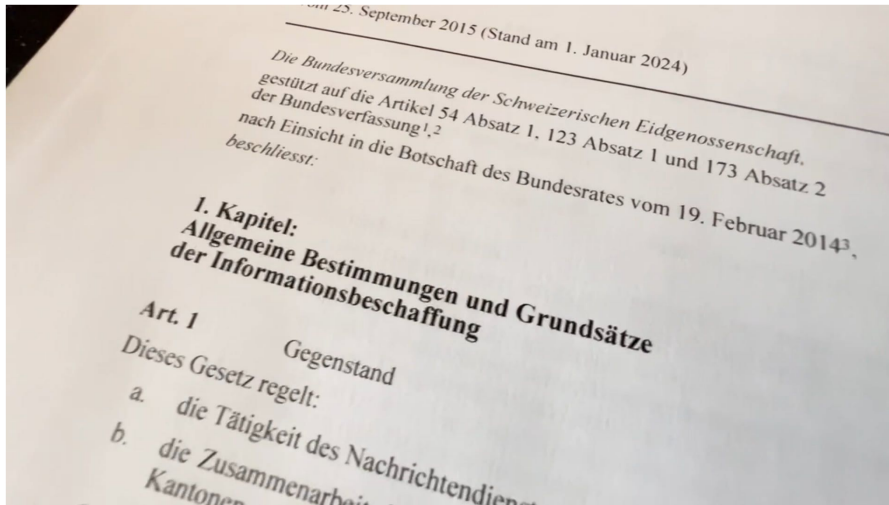 vom 25. September 2015 (Stand am 1. Januar 2024)
Die Bundesversammlung der Schweizerischen Eidgenossenschaft,
gestützt auf die Artikel 54 Absatz 1, 123 Absatz 1 und 173 Absatz 2
der Bundesverfassung¹,²
nach Einsicht in die Botschaft des Bundesrates vom 19. Februar 2014³,
beschliesst:
1. Kapitel:
Allgemeine Bestimmungen und Grundsätze
der Informationsbeschaffung
Art. 1 Gegenstand
Dieses Gesetz regelt:
a. die Tätigkeit des Nachrichtendiens
b. die Zusammenarbei
Kantonen